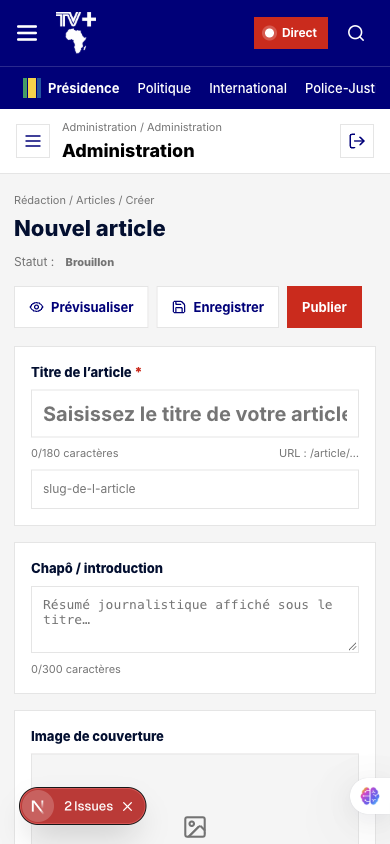 TV+
Direct
Présidence Politique International Police-Just
Administration / Administration
Administration
Rédaction / Articles / Créer
Nouvel article
Statut : Brouillon
Prévisualiser Enregistrer Publier
Titre de l’article *
Saisissez le titre de votre article
0/180 caractères URL : /article/...
slug-de-l-article
Chapô / introduction
Résumé journalistique affiché sous le
titre…
0/300 caractères
Image de couverture
N 2 Issues